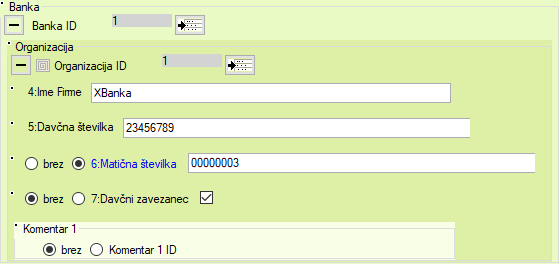 Banka
Banka ID 1
Organizacija
Organizacija ID 1
4:Ime Firme XBanka
5:Davčna številka 23456789
brez 6:Matična številka 00000003
brez 7:Davčni zavezanec
Komentar 1
brez Komentar 1 ID